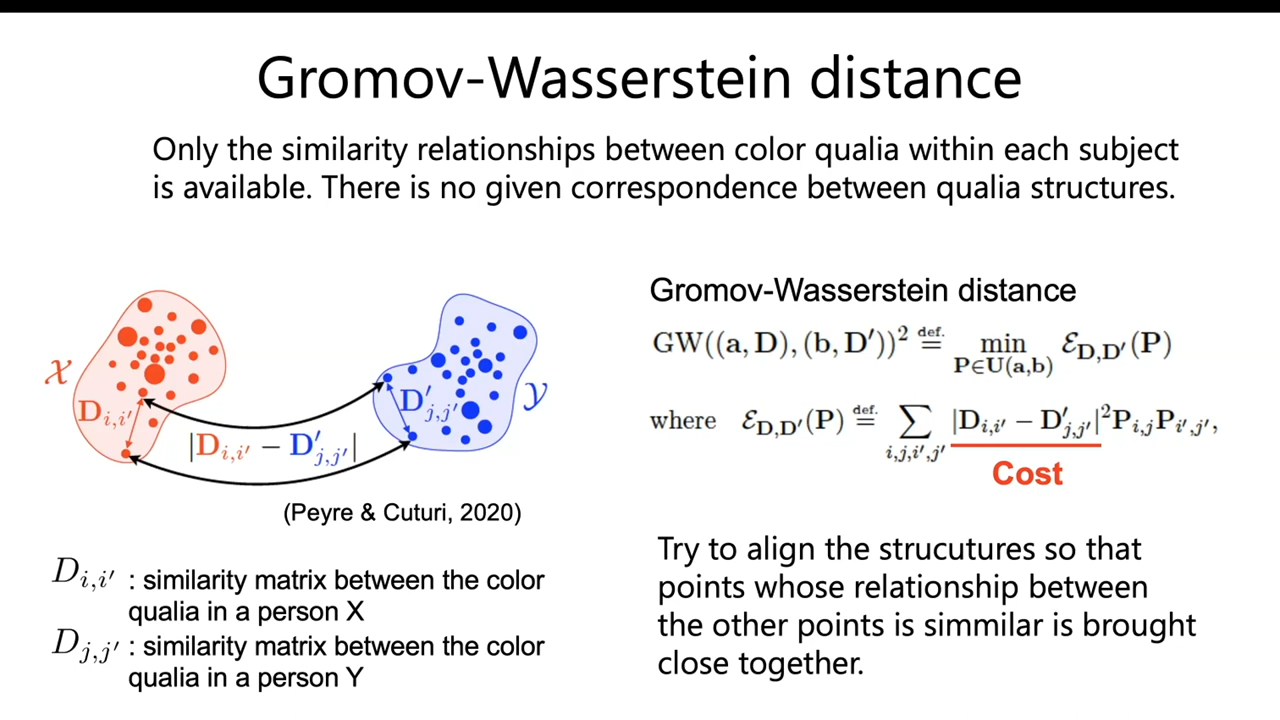 Gromov-Wasserstein distance
Only the similarity relationships between color qualia within each subject
is available. There is no given correspondence between qualia structures.
𝒳
D_{i,i′}
D′_{j,j′}
𝒴
|D_{i,i′} − D′_{j,j′}|
(Peyre & Cuturi, 2020)
D_{i,i′} : similarity matrix between the color
qualia in a person X
D_{j,j′} : similarity matrix between the color
qualia in a person Y
Gromov-Wasserstein distance
GW((a, D), (b, D′))² ≝ min_{P∈U(a,b)} ℰ_{D,D′}(P)
where ℰ_{D,D′}(P) ≝ ∑_{i,j,i′,j′} |D_{i,i′} − D′_{j,j′}|² P_{i,j} P_{i′,j′},
Cost
Try to align the strucutures so that
points whose relationship between
the other points is simmilar is brought
close together.